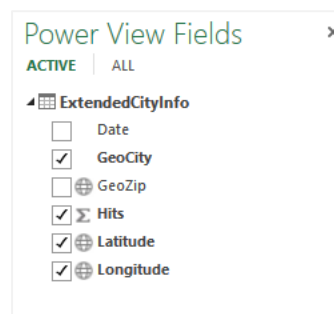 Power View Fields
ACTIVE ALL
ExtendedCityInfo
Date
GeoCity
GeoZip
Σ Hits
Latitude
Longitude